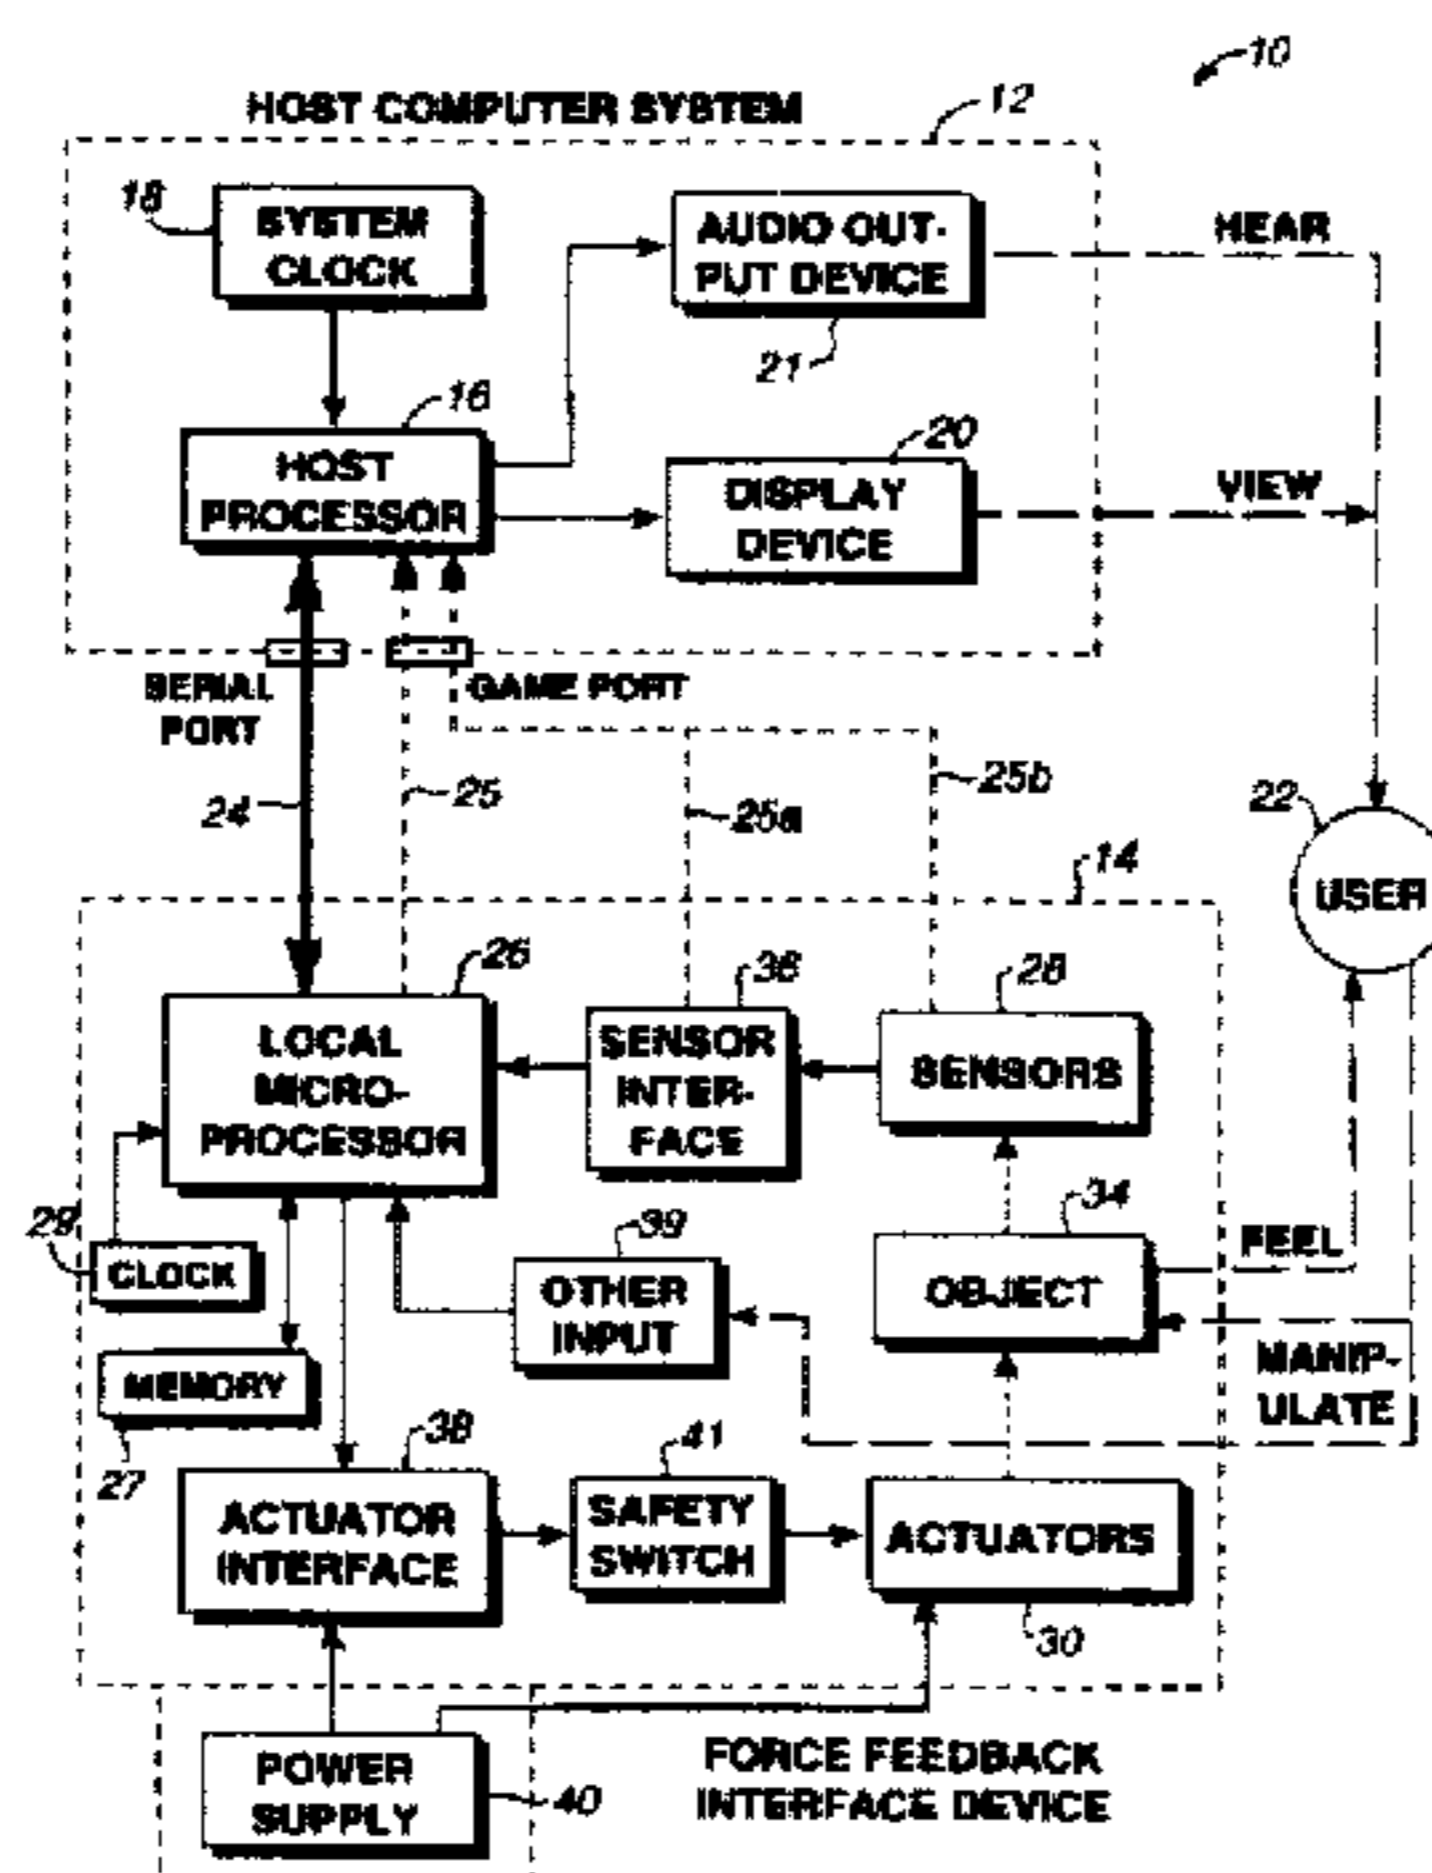 10
HOST COMPUTER SYSTEM
12
18
SYSTEM
CLOCK
AUDIO OUT-
PUT DEVICE
21
HEAR
16
HOST
PROCESSOR
20
DISPLAY
DEVICE
VIEW
SERIAL
PORT
GAME PORT
24
25
25a
25b
22
USER
14
26
LOCAL
MICRO-
PROCESSOR
36
SENSOR
INTER-
FACE
28
SENSORS
29
CLOCK
39
OTHER
INPUT
34
OBJECT
FEEL
MANIP-
ULATE
MEMORY
27
38
ACTUATOR
INTERFACE
41
SAFETY
SWITCH
ACTUATORS
30
POWER
SUPPLY
40
FORCE FEEDBACK
INTERFACE DEVICE